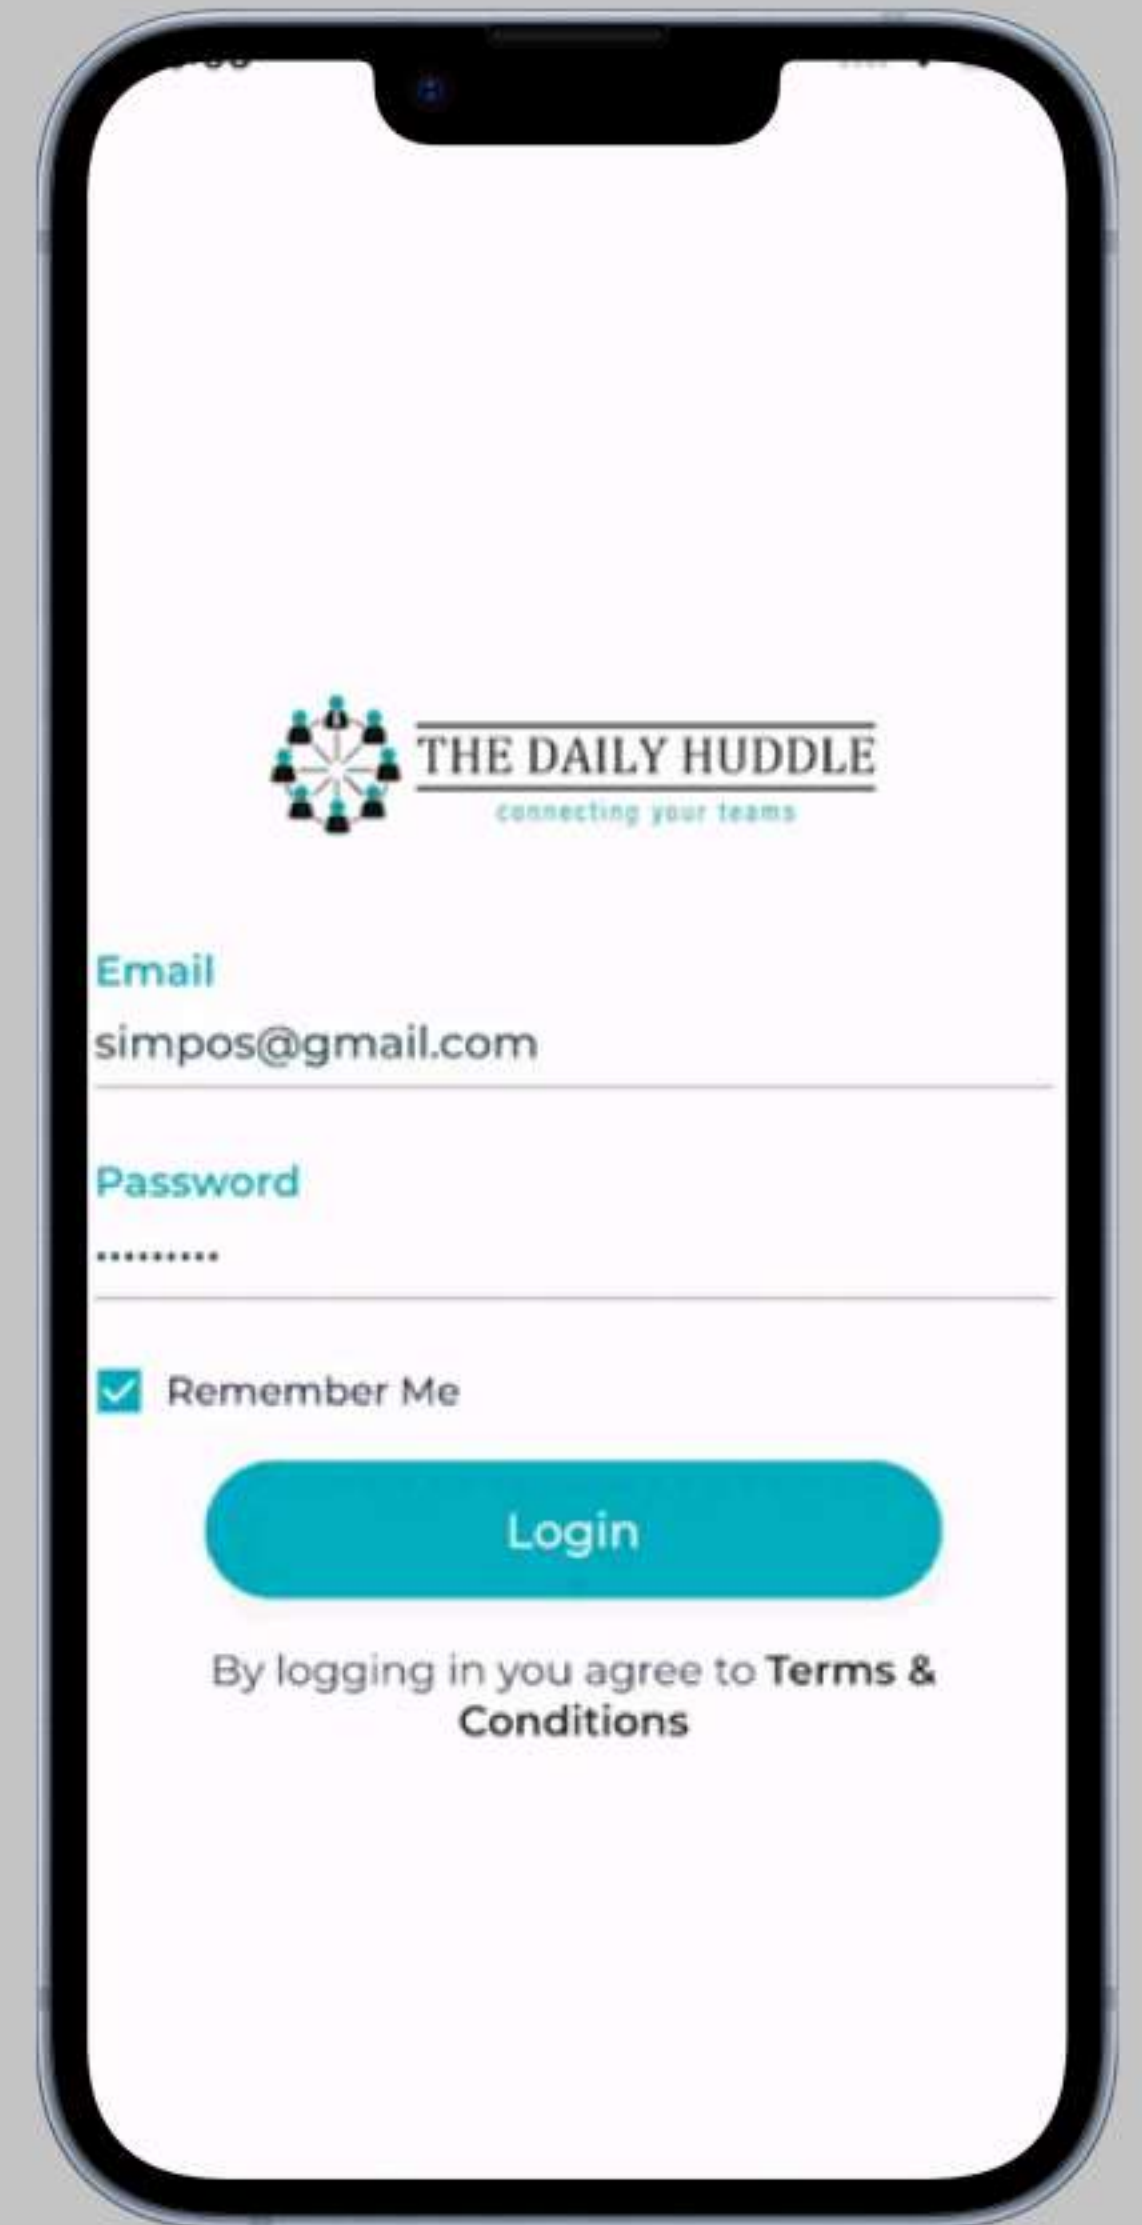 THE DAILY HUDDLE
connecting your teams
Email
simpos@gmail.com
Password
•••••••••
Remember Me
Login
By logging in you agree to Terms &
Conditions